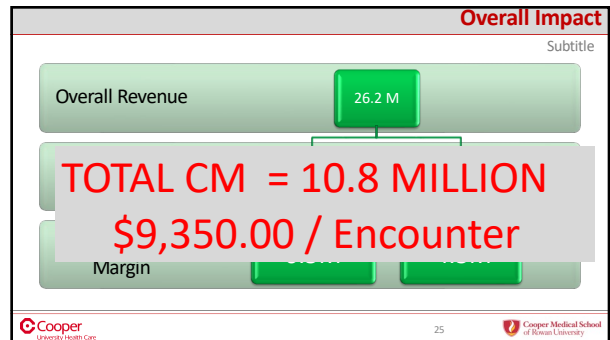 Overall Impact
Subtitle
Overall Revenue
26.2 M
TOTAL CM = 10.8 MILLION
$9,350.00 / Encounter
Margin
Cooper
University Health Care
25
Cooper Medical School
of Rowan University